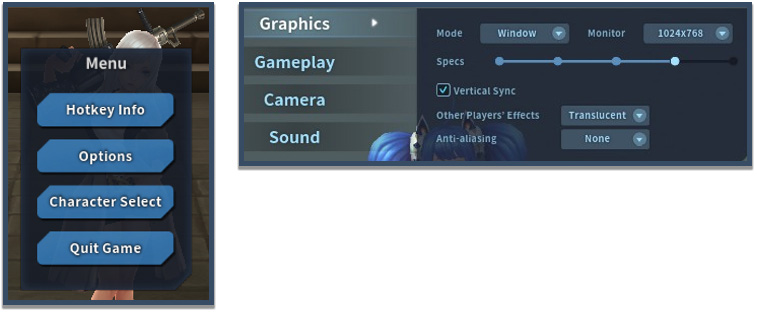 Menu
Hotkey Info
Options
Character Select
Quit Game
Graphics
Gameplay
Camera
Sound
Mode Window Monitor 1024x768
Specs
Vertical Sync
Other Players' Effects Translucent
Anti-aliasing None